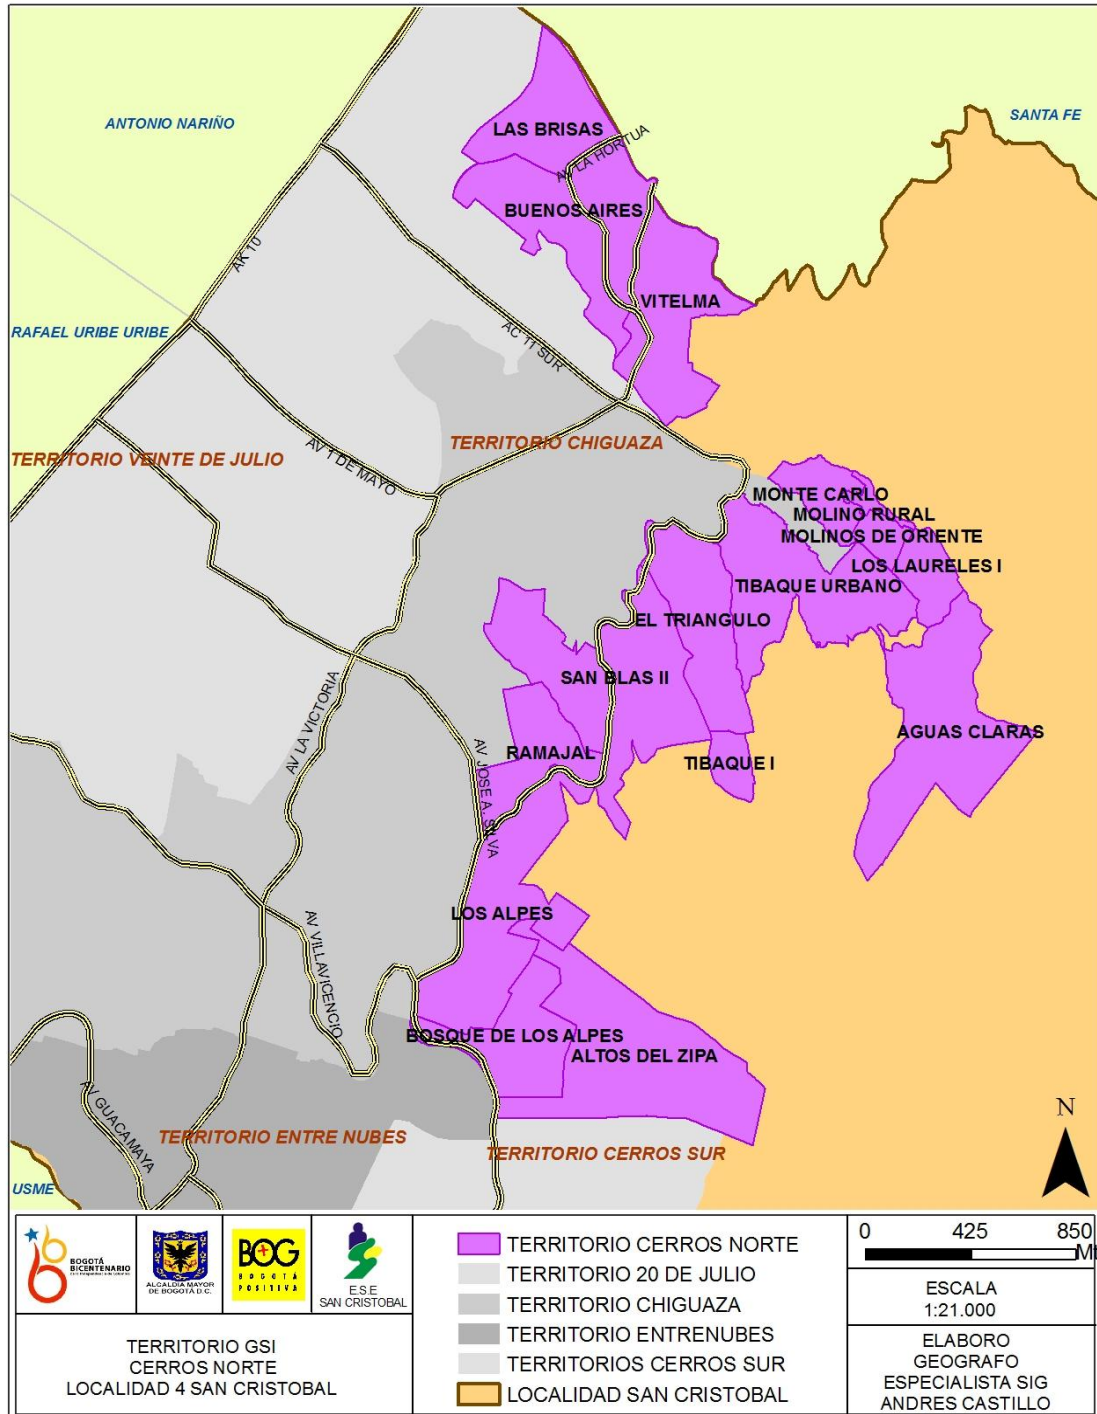 ANTONIO NARIÑO
SANTA FE
LAS BRISAS
AV LA HORTUA
BUENOS AIRES
AK 10
VITELMA
RAFAEL URIBE URIBE
AC 11 SUR
TERRITORIO CHIGUAZA
TERRITORIO VEINTE DE JULIO
AV 1 DE MAYO
MONTE CARLO
MOLINO RURAL
MOLINOS DE ORIENTE
LOS LAURELES I
TIBAQUE URBANO
EL TRIANGULO
SAN BLAS II
AV LA VICTORIA
AGUAS CLARAS
RAMAJAL
TIBAQUE I
AV JOSE A. SILVA
LOS ALPES
AV VILLAVICENCIO
BOSQUE DE LOS ALPES
ALTOS DEL ZIPA
AV GUACAMAYA
TERRITORIO ENTRE NUBES
TERRITORIO CERROS SUR
USME
N
BOGOTÁ
BICENTENARIO
ALCALDIA MAYOR
DE BOGOTÁ D.C.
BOG
BOGOTÁ
POSITIVA
E.S.E
SAN CRISTOBAL
TERRITORIO GSI
CERROS NORTE
LOCALIDAD 4 SAN CRISTOBAL
TERRITORIO CERROS NORTE
TERRITORIO 20 DE JULIO
TERRITORIO CHIGUAZA
TERRITORIO ENTRENUBES
TERRITORIOS CERROS SUR
LOCALIDAD SAN CRISTOBAL
0 425 850
Mt
ESCALA
1:21.000
ELABORO
GEOGRAFO
ESPECIALISTA SIG
ANDRES CASTILLO